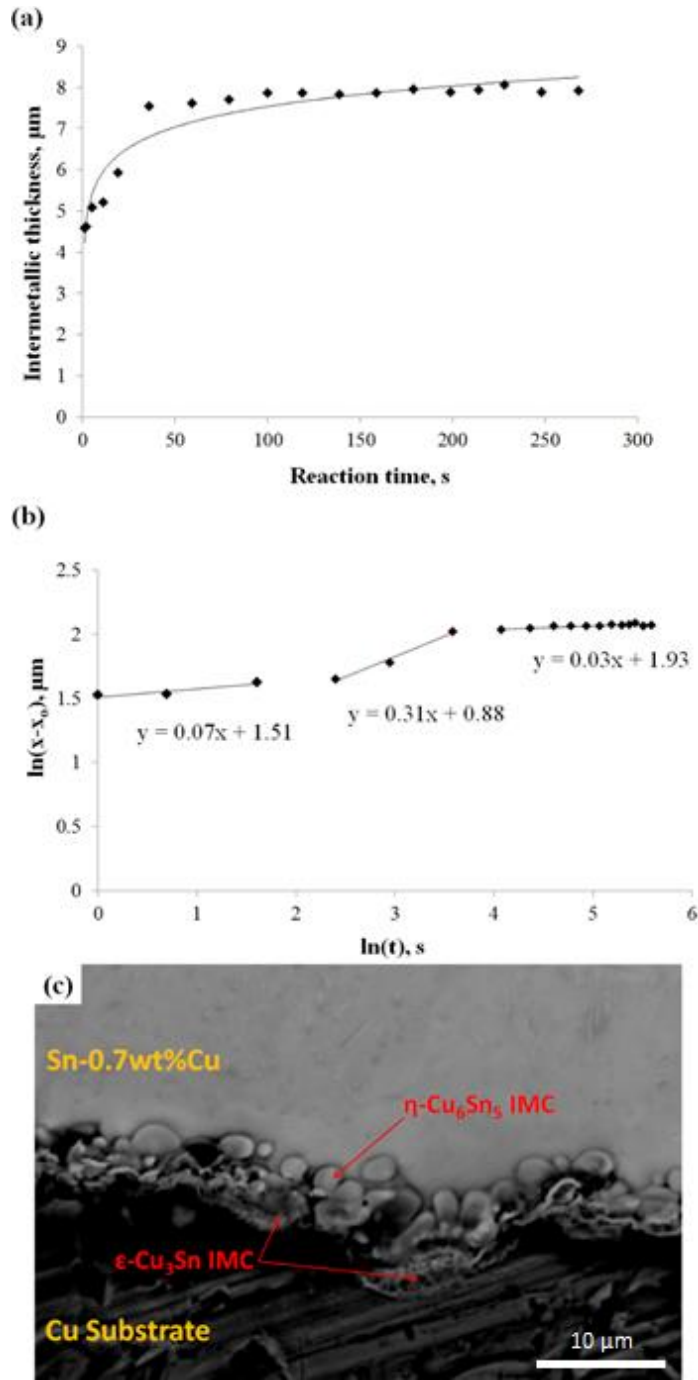 (a)
9
8
7
6
5
4
3
2
1
0
Intermetallic thickness, µm
0 50 100 150 200 250 300
Reaction time, s
(b)
2.5
2
1.5
1
0.5
0
ln(x-xₒ), µm
y = 0.07x + 1.51
y = 0.31x + 0.88
y = 0.03x + 1.93
0 1 2 3 4 5 6
ln(t), s
(c)
Sn-0.7wt%Cu
η-Cu₆Sn₅ IMC
ε-Cu₃Sn IMC
Cu Substrate
10 µm